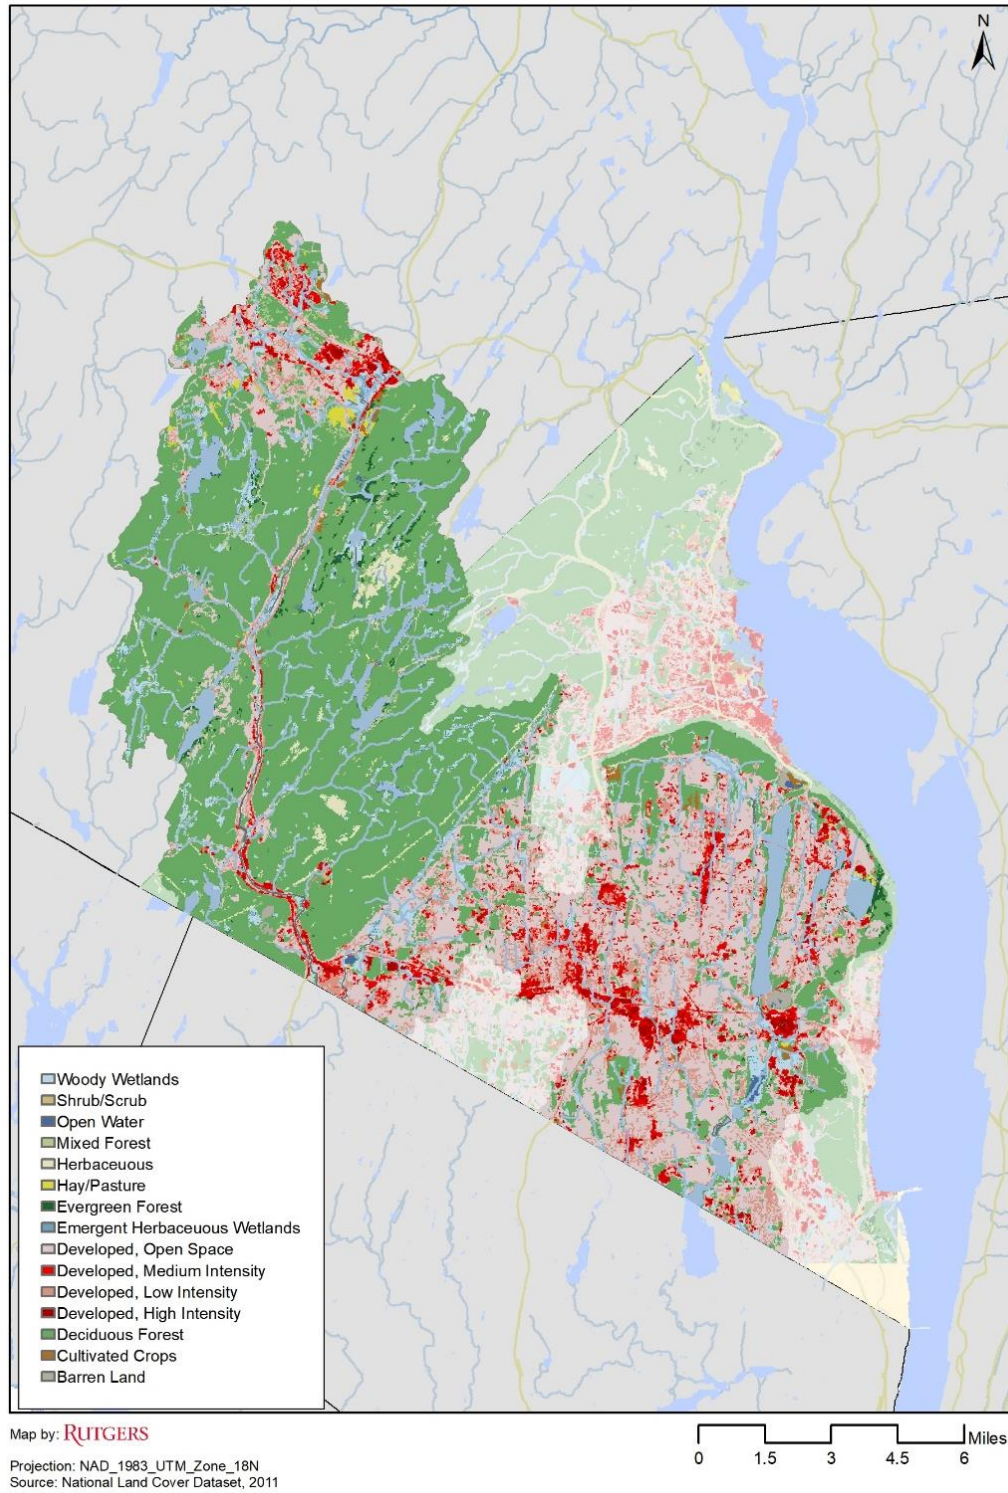 N
Woody Wetlands
Shrub/Scrub
Open Water
Mixed Forest
Herbaceuous
Hay/Pasture
Evergreen Forest
Emergent Herbaceuous Wetlands
Developed, Open Space
Developed, Medium Intensity
Developed, Low Intensity
Developed, High Intensity
Deciduous Forest
Cultivated Crops
Barren Land
Map by: RUTGERS
Projection: NAD_1983_UTM_Zone_18N
Source: National Land Cover Dataset, 2011
Miles
0 1.5 3 4.5 6